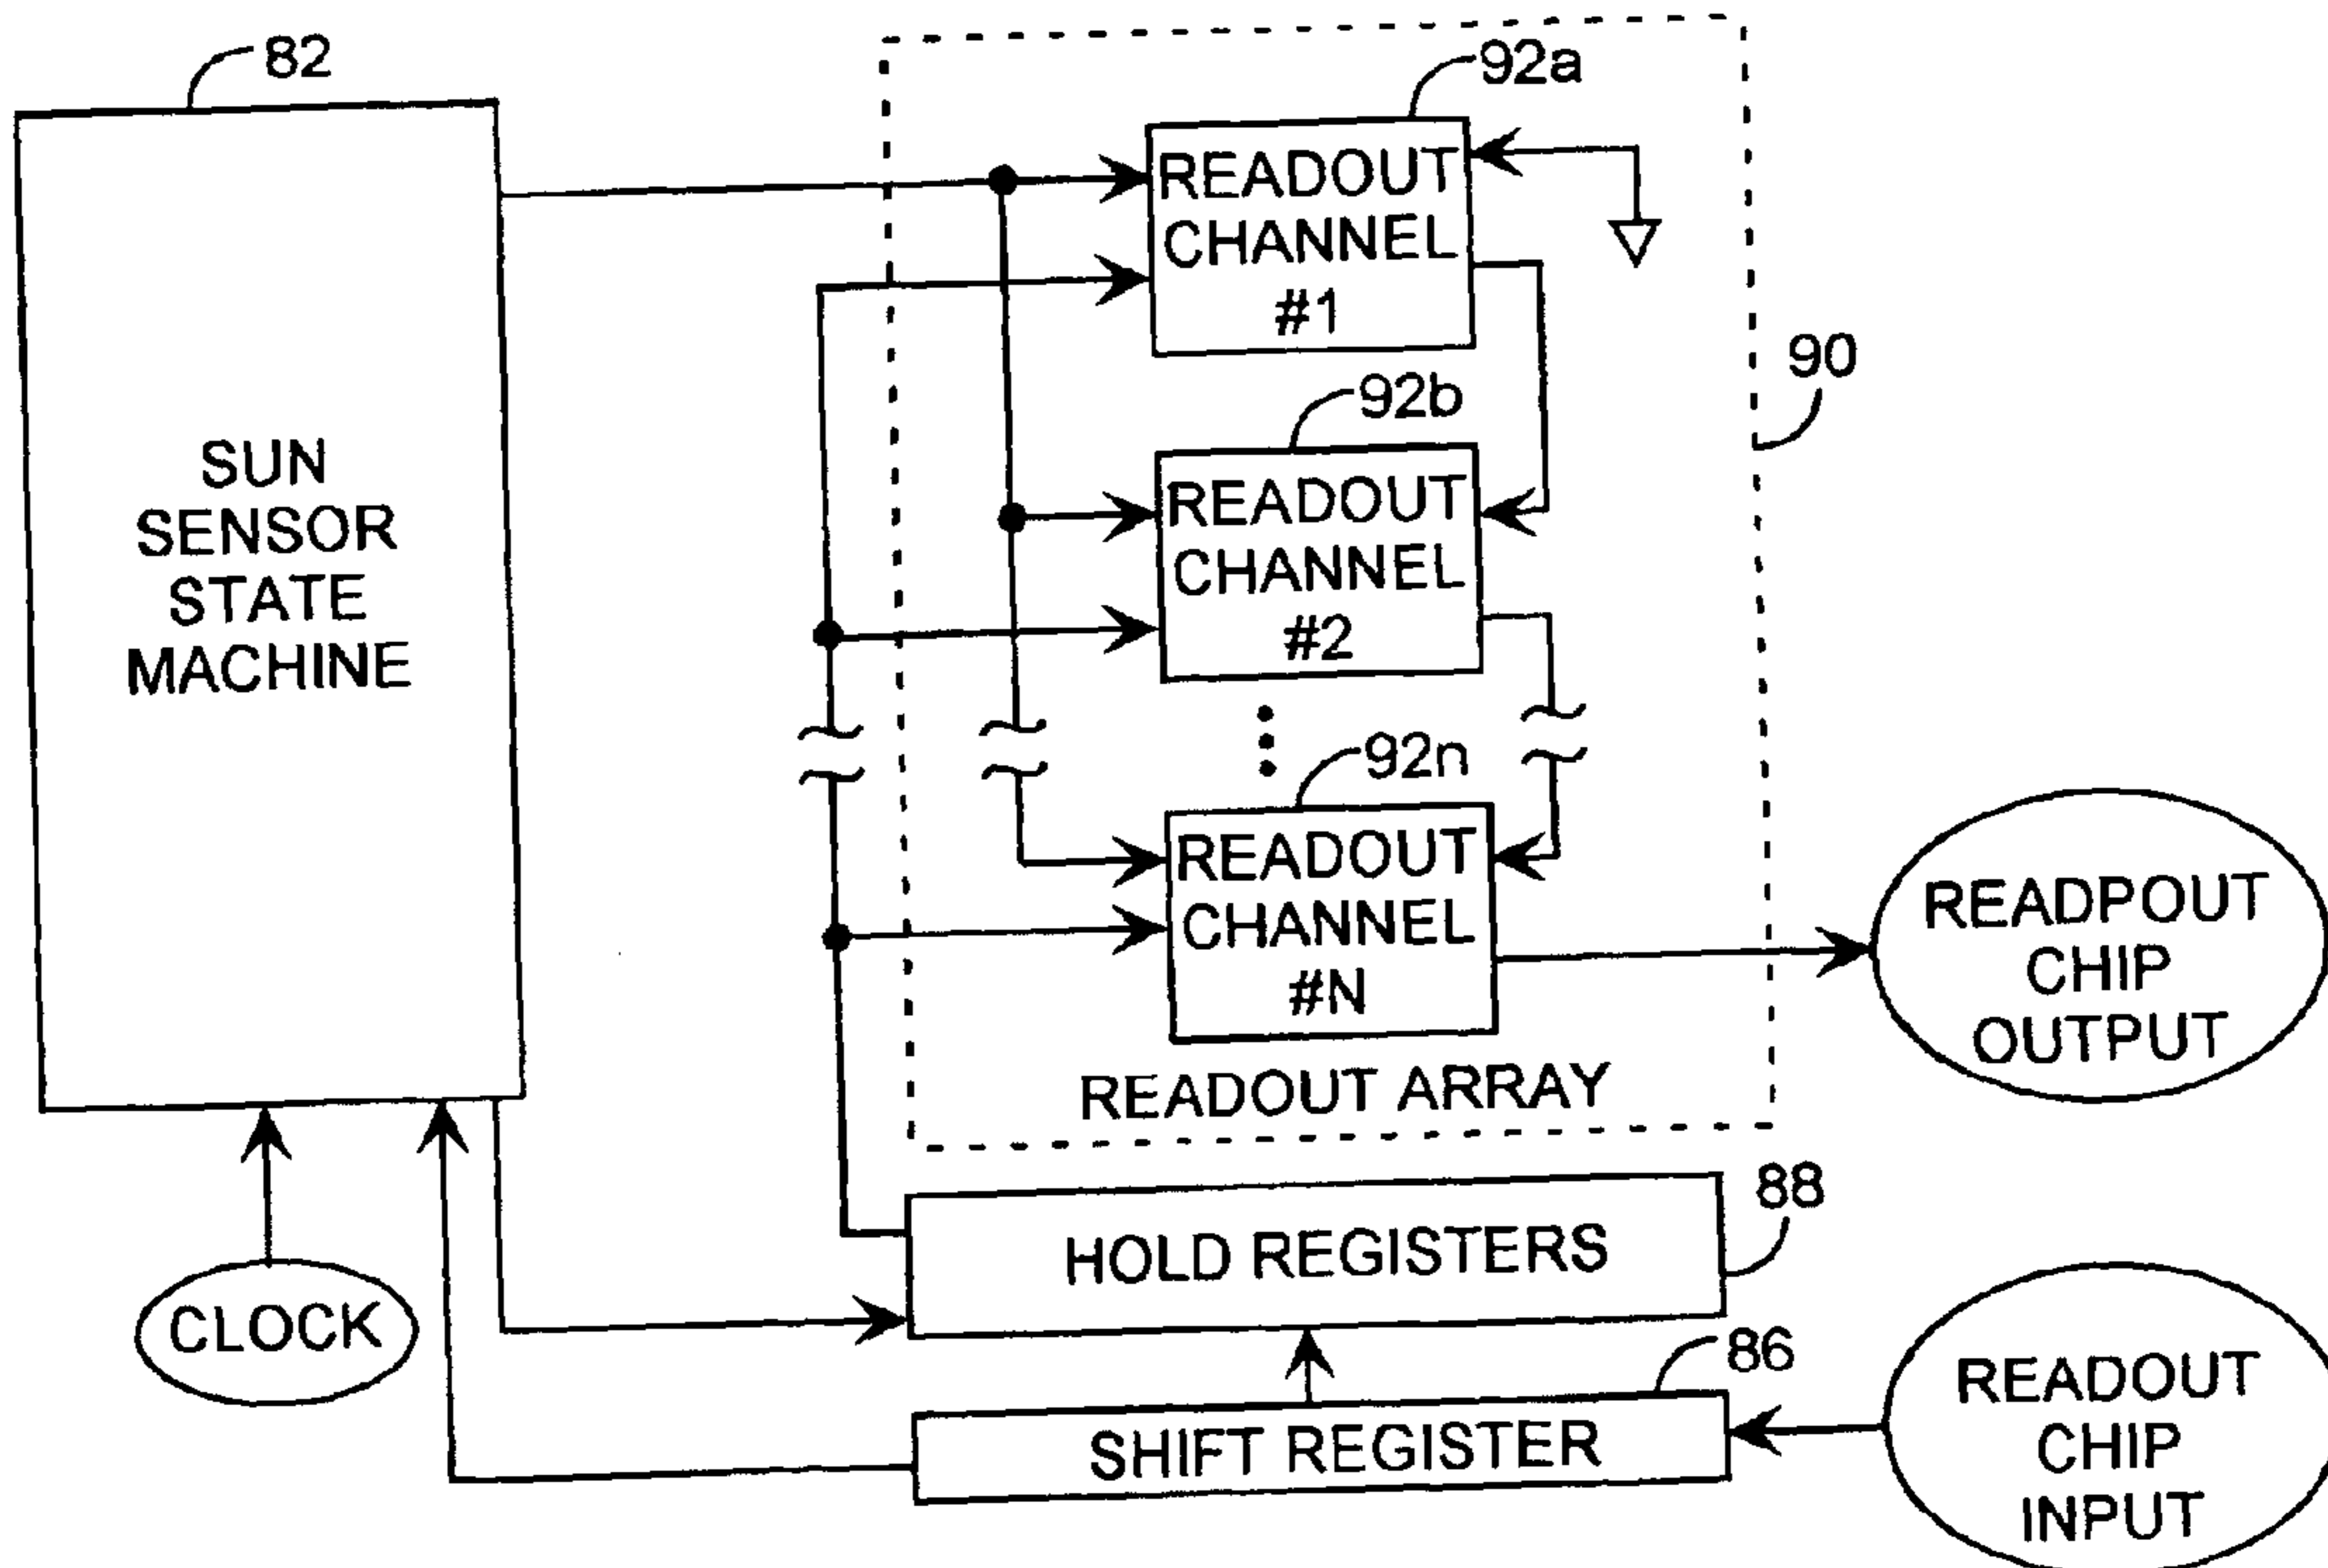 82
92a
READOUT
CHANNEL
#1
90
92b
READOUT
CHANNEL
#2
SUN
SENSOR
STATE
MACHINE
92n
READOUT
CHANNEL
#N
READPOUT
CHIP
OUTPUT
READOUT ARRAY
88
HOLD REGISTERS
CLOCK
86
SHIFT REGISTER
READOUT
CHIP
INPUT